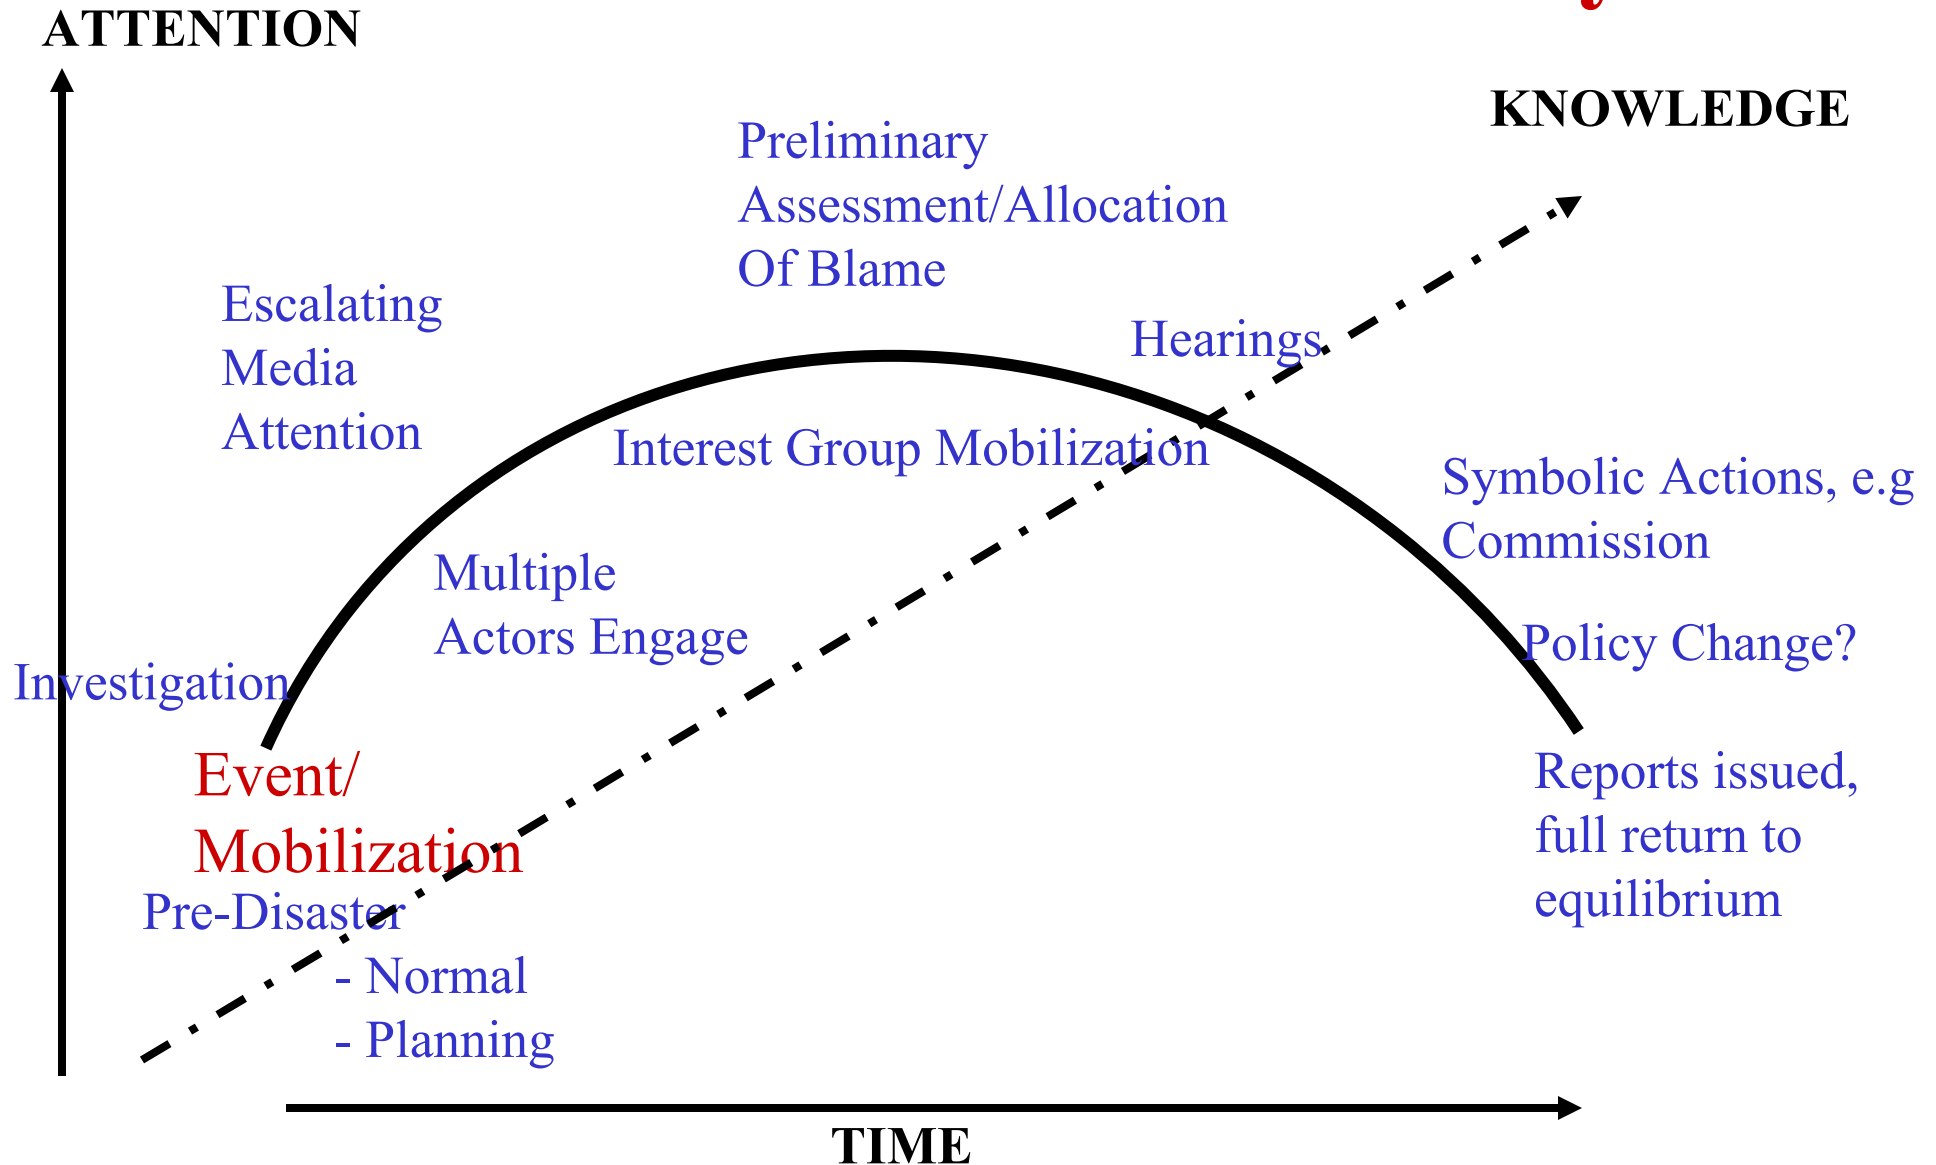 ATTENTION
KNOWLEDGE
Preliminary
Assessment/Allocation
Of Blame
Escalating
Media
Attention
Hearings
Interest Group Mobilization
Symbolic Actions, e.g
Commission
Multiple
Actors Engage
Policy Change?
Investigation
Event/
Mobilization
Reports issued,
full return to
equilibrium
Pre-Disaster
- Normal
- Planning
TIME